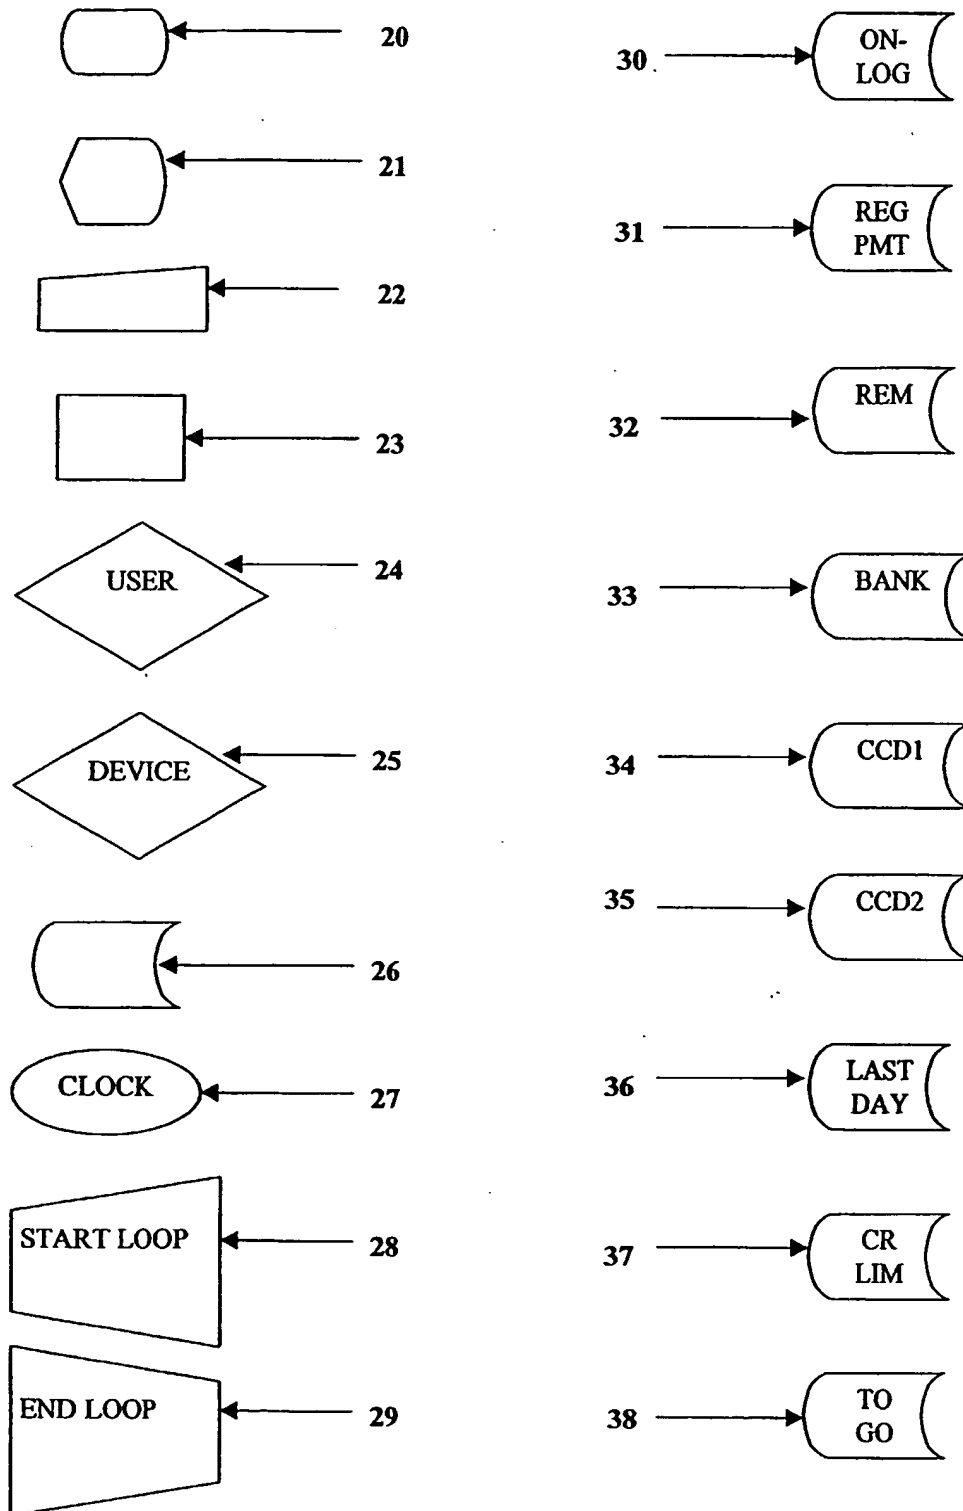 20
21
22
23
USER
24
DEVICE
25
26
CLOCK
27
START LOOP
28
END LOOP
29
30
ON-
LOG
31
REG
PMT
32
REM
33
BANK
34
CCD1
35
CCD2
36
LAST
DAY
37
CR
LIM
38
TO
GO